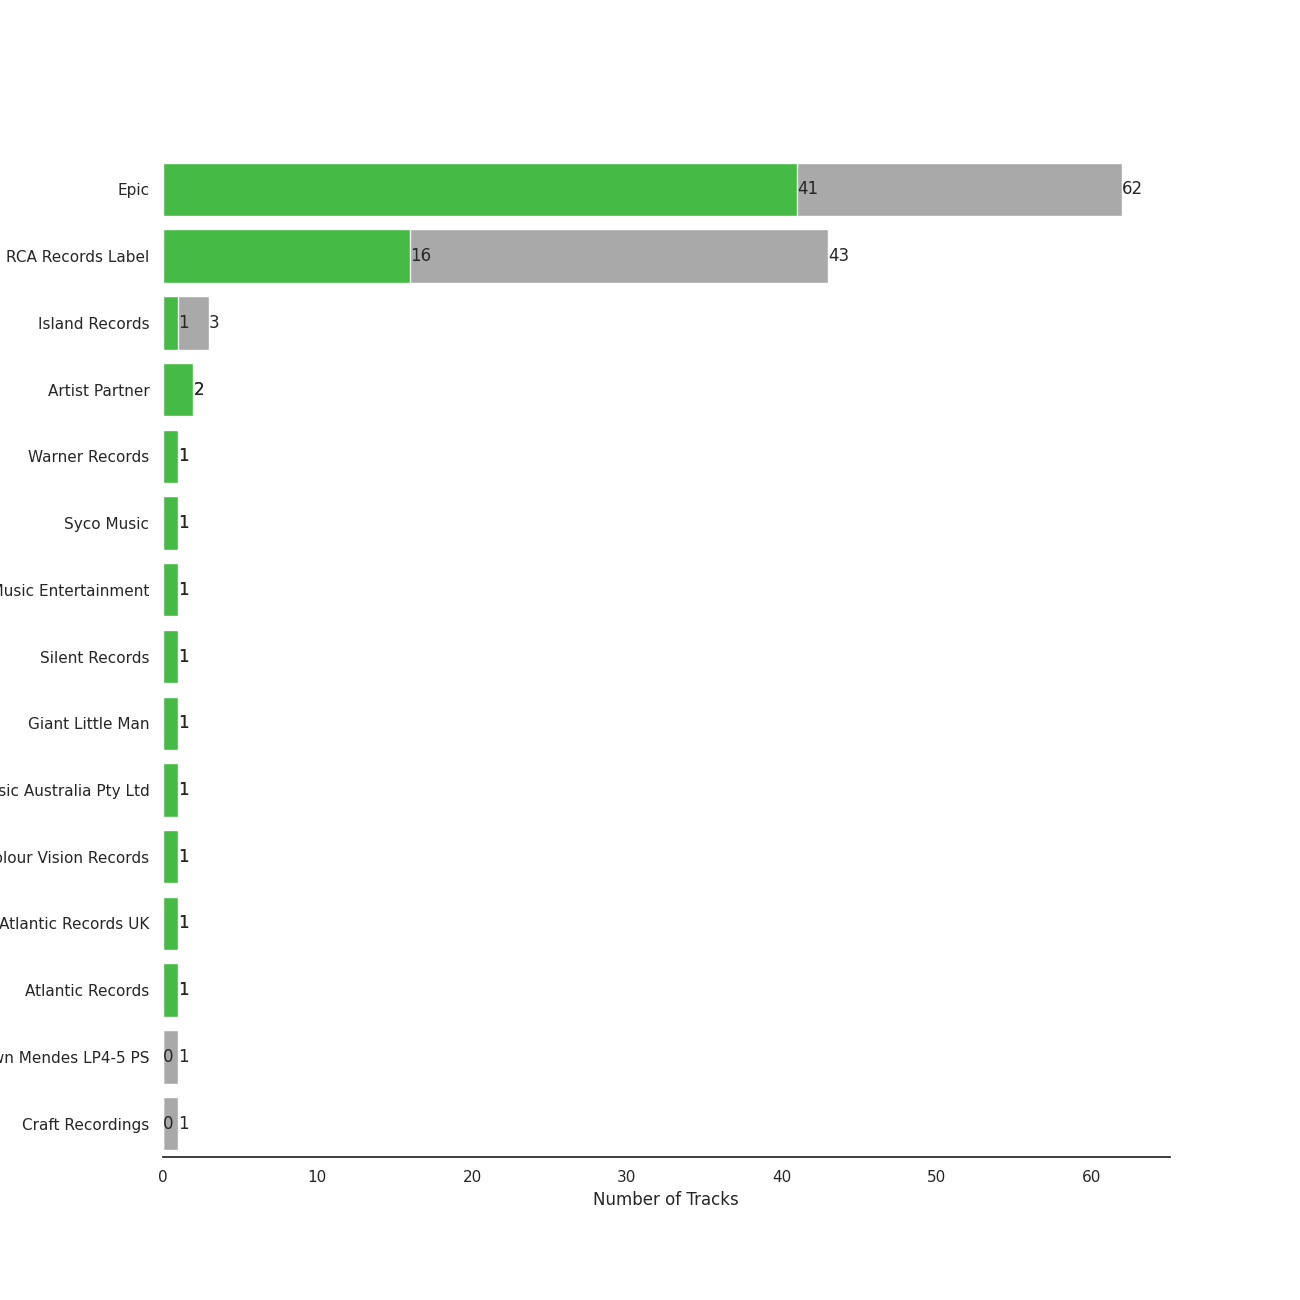 Epic 41 62
RCA Records Label 16 43
Island Records 1 3
Artist Partner 2
Warner Records 1
Syco Music 1
Music Entertainment 1
Silent Records 1
Giant Little Man 1
Australia Pty Ltd 1
Vision Records 1
Atlantic Records UK 1
Atlantic Records 1
Mendes LP4-5 PS 0 1
Craft Recordings 0 1
0 10 20 30 40 50 60
Number of Tracks